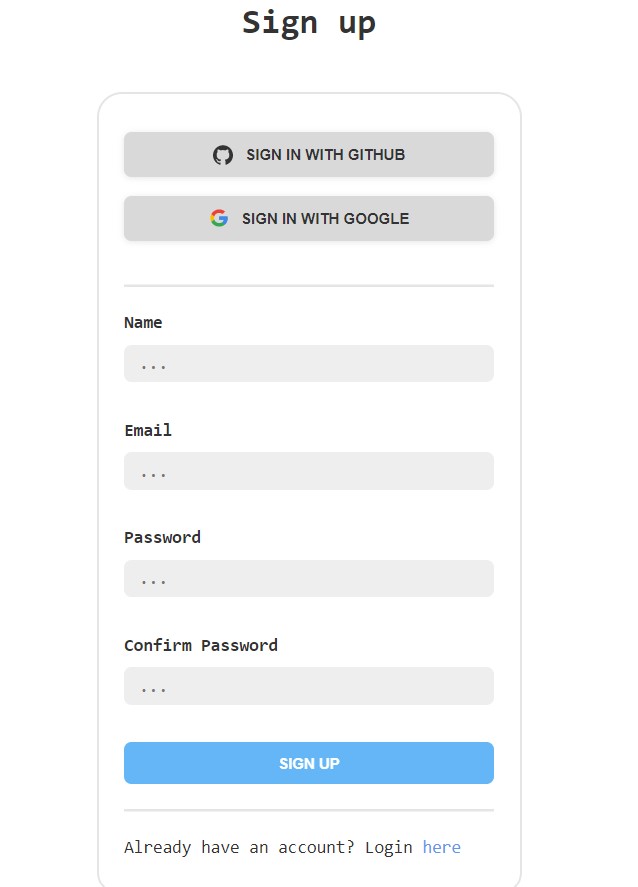 Sign up
SIGN IN WITH GITHUB
SIGN IN WITH GOOGLE
Name
...
Email
...
Password
...
Confirm Password
...
SIGN UP
Already have an account? Login here